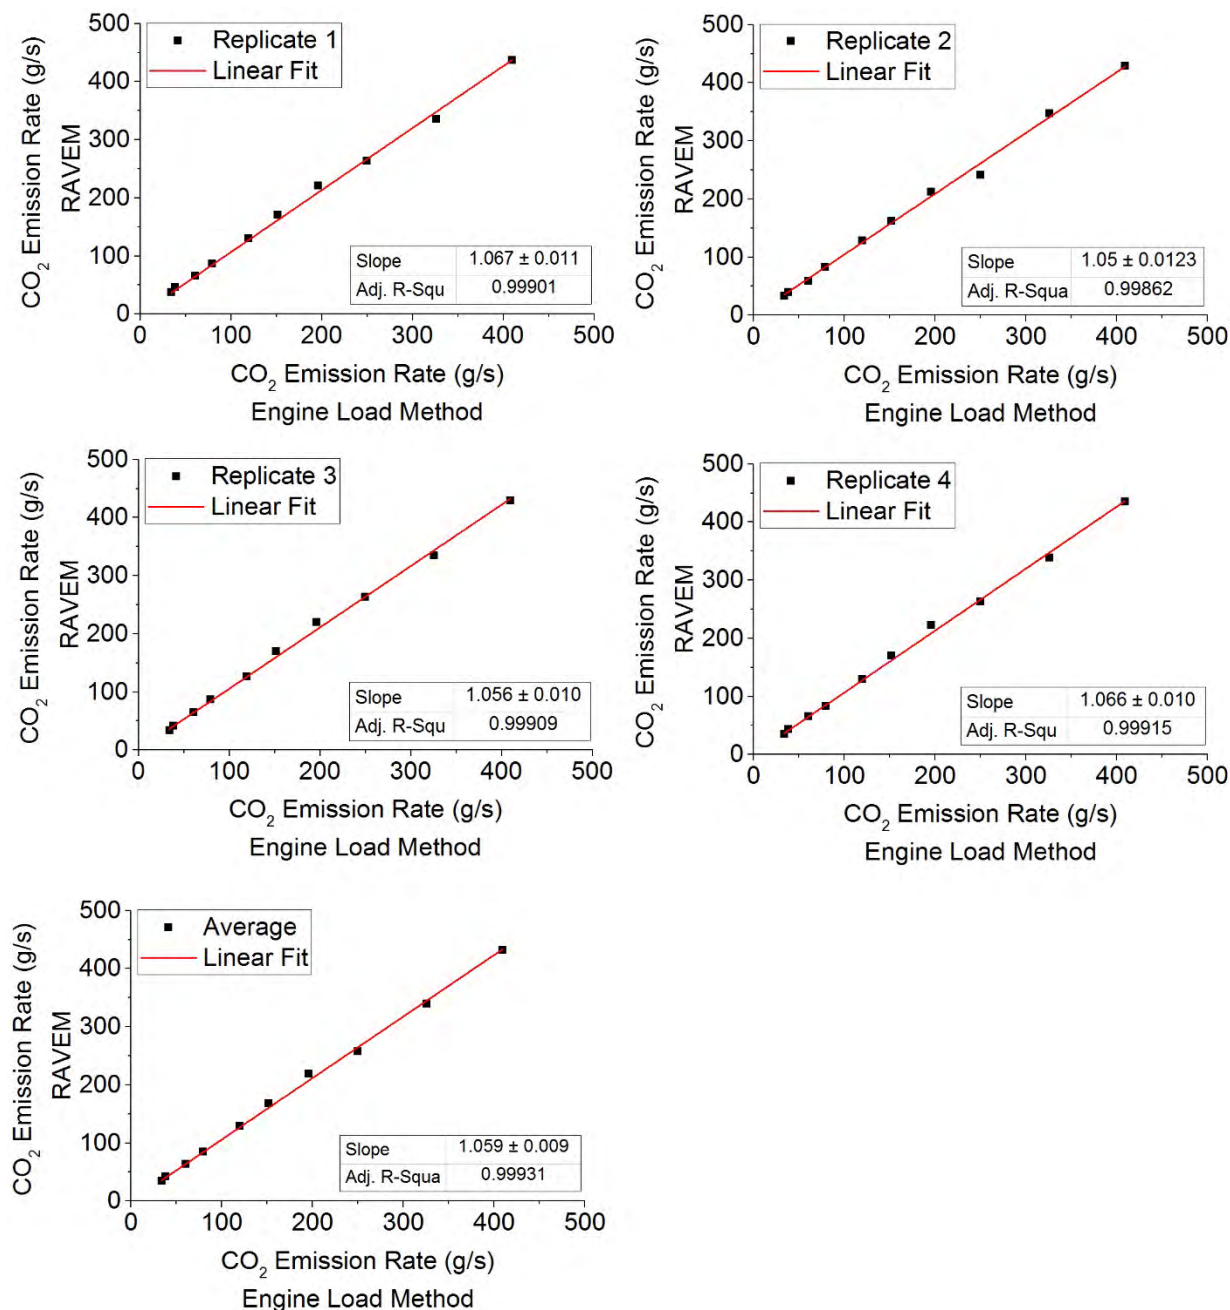 CO2 Emission Rate (g/s)
RAVEM
500
400
300
200
100
0
Replicate 1
Linear Fit
Slope 1.067 ± 0.011
Adj. R-Squ 0.99901
0 100 200 300 400 500
CO2 Emission Rate (g/s)
Engine Load Method
CO2 Emission Rate (g/s)
RAVEM
500
400
300
200
100
0
Replicate 2
Linear Fit
Slope 1.05 ± 0.0123
Adj. R-Squa 0.99862
0 100 200 300 400 500
CO2 Emission Rate (g/s)
Engine Load Method
CO2 Emission Rate (g/s)
RAVEM
500
400
300
200
100
0
Replicate 3
Linear Fit
Slope 1.056 ± 0.010
Adj. R-Squ 0.99909
0 100 200 300 400 500
CO2 Emission Rate (g/s)
Engine Load Method
CO2 Emission Rate (g/s)
RAVEM
500
400
300
200
100
0
Replicate 4
Linear Fit
Slope 1.066 ± 0.010
Adj. R-Squ 0.99915
0 100 200 300 400 500
CO2 Emission Rate (g/s)
Engine Load Method
CO2 Emission Rate (g/s)
RAVEM
500
400
300
200
100
0
Average
Linear Fit
Slope 1.059 ± 0.009
Adj. R-Squa 0.99931
0 100 200 300 400 500
CO2 Emission Rate (g/s)
Engine Load Method